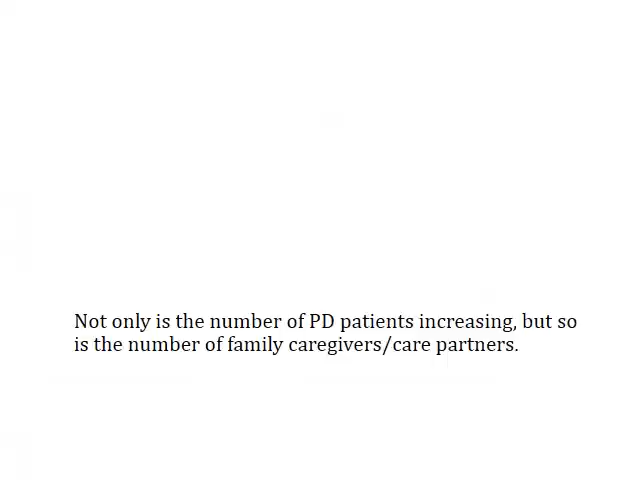 Not only is the number of PD patients increasing, but so
is the number of family caregivers/care partners.